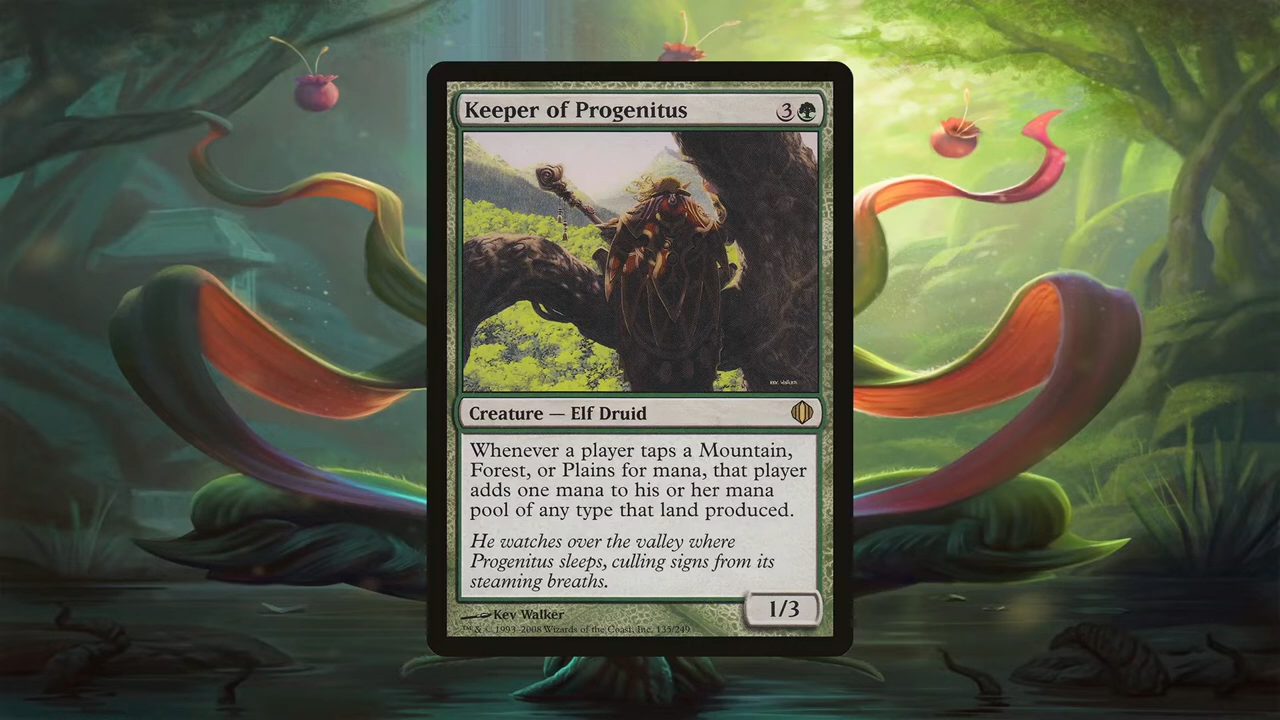 Keeper of Progenitus 3
Kev Walker
Creature — Elf Druid
Whenever a player taps a Mountain,
Forest, or Plains for mana, that player
adds one mana to his or her mana
pool of any type that land produced.
He watches over the valley where
Progenitus sleeps, culling signs from its
steaming breaths.
1/3
Kev Walker
™ & © 1993–2008 Wizards of the Coast, Inc. 135/249